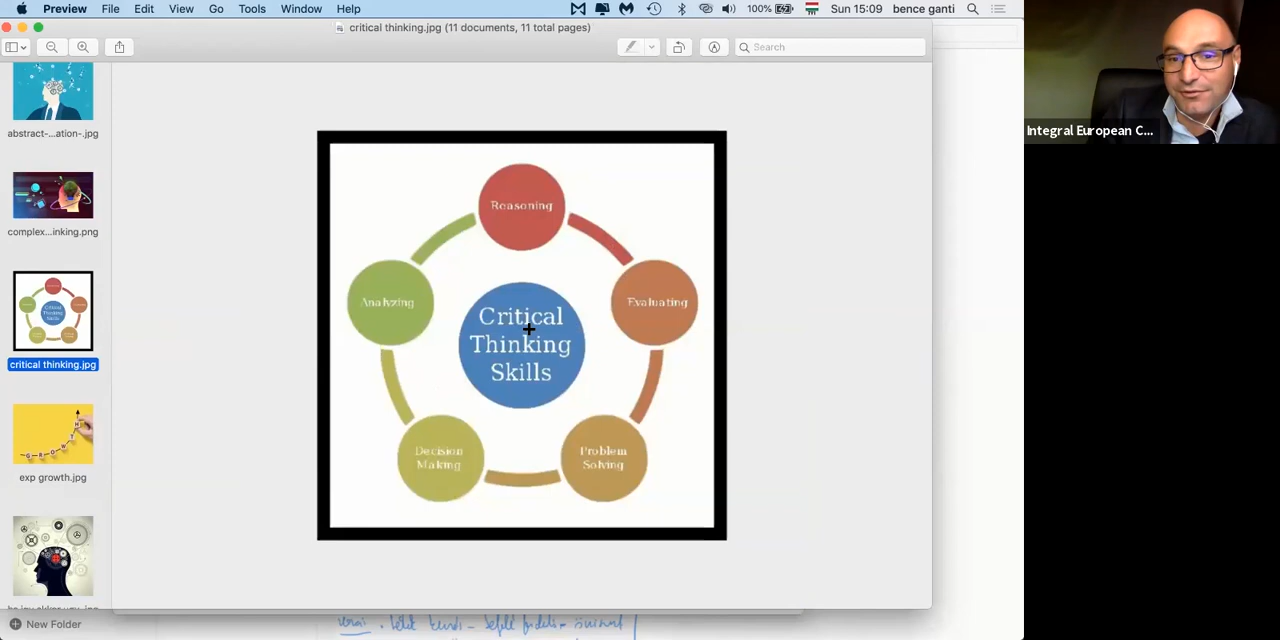 Preview File Edit View Go Tools Window Help 100% Sun 15:09 bence ganti
critical thinking.jpg (11 documents, 11 total pages)
Search
abstract-...ation-.jpg
complex...inking.png
critical thinking.jpg
exp growth.jpg
New Folder
Reasoning
Analyzing
Evaluating
Critical
Thinking
Skills
Decision
Making
Problem
Solving
Integral European C...
GROWTH